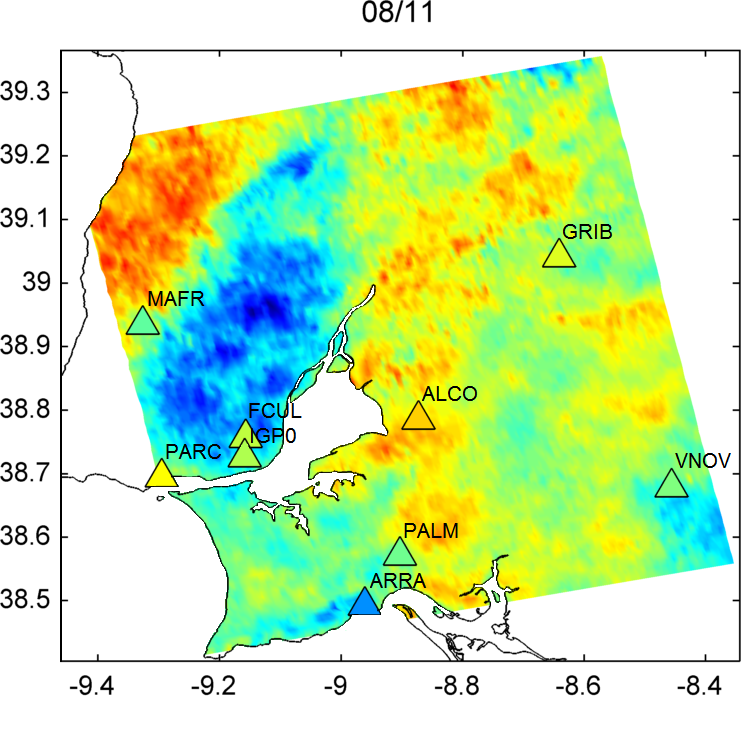 08/11
39.3
39.2
39.1
GRIB
39
MAFR
38.9
38.8
ALCO
FCUL
IGP0
PARC
38.7
VNOV
38.6
PALM
ARRA
38.5
-9.4 -9.2 -9 -8.8 -8.6 -8.4